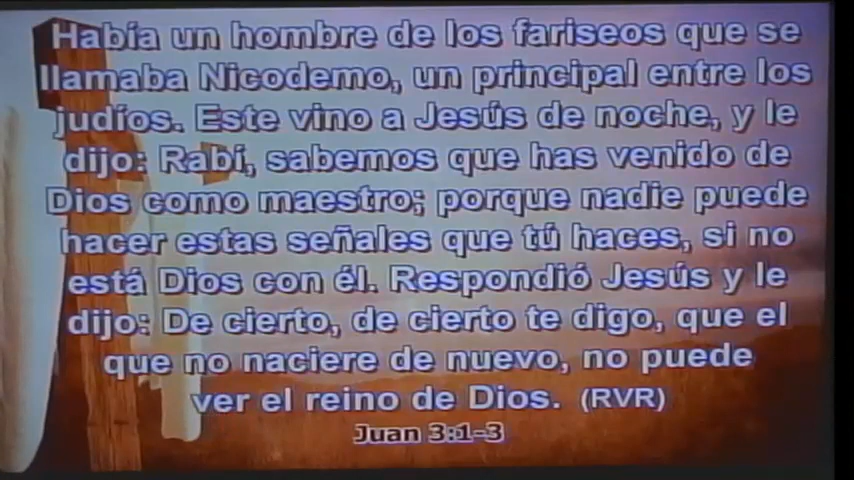 Había un hombre de los fariseos que se
llamaba Nicodemo, un principal entre los
judíos. Este vino a Jesús de noche, y le
dijo: Rabí, sabemos que has venido de
Dios como maestro; porque nadie puede
hacer estas señales que tú haces, si no
está Dios con él. Respondió Jesús y le
dijo: De cierto, de cierto te digo, que el
que no naciere de nuevo, no puede
ver el reino de Dios. (RVR)
Juan 3:1-3